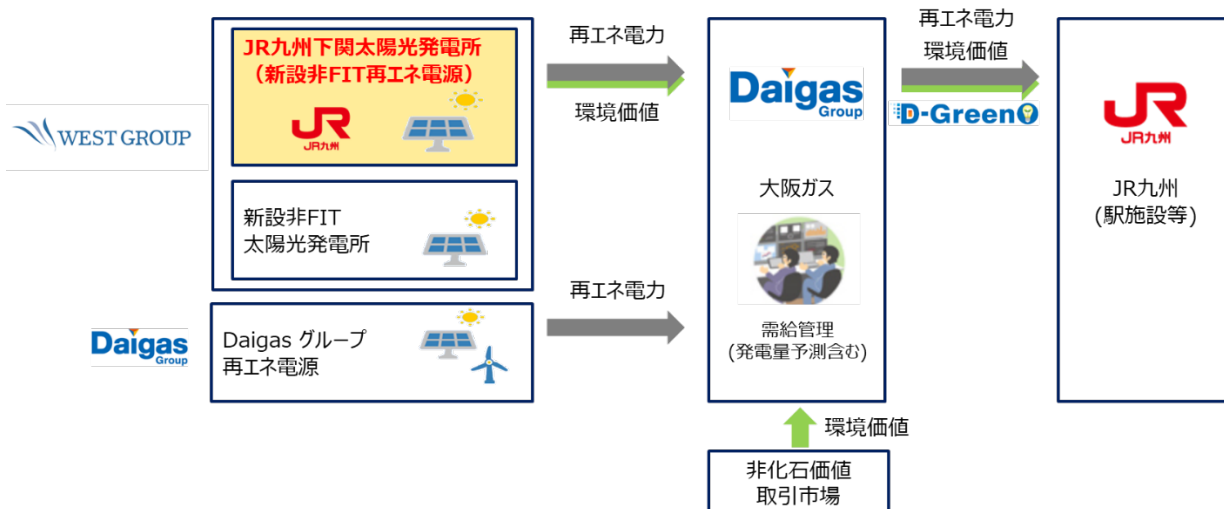 WEST GROUP
JR九州下関太陽光発電所
（新設非FIT再エネ電源）
JR
JR九州
新設非FIT
太陽光発電所
Daigas
Group
Daigas グループ
再エネ電源
再エネ電力
環境価値
再エネ電力
Daigas
Group
大阪ガス
需給管理
(発電量予測含む)
環境価値
非化石価値
取引市場
再エネ電力
環境価値
D-Green
JR
JR九州
JR九州
(駅施設等)